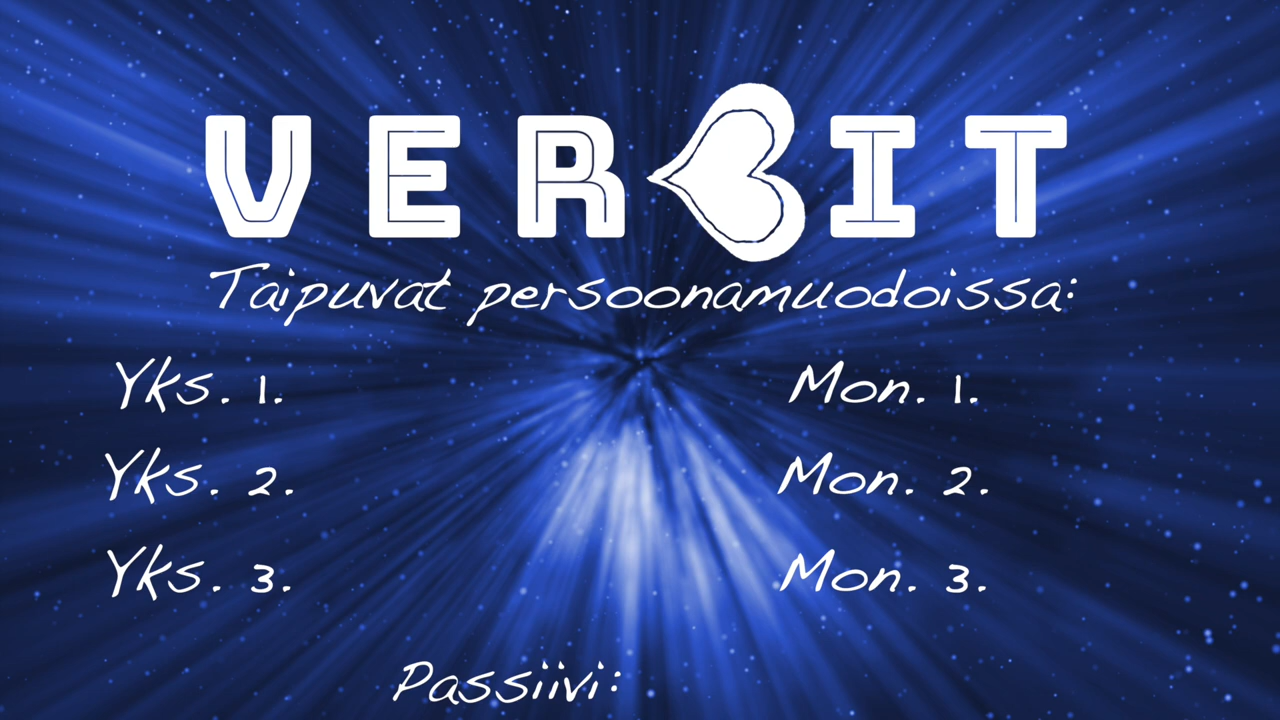 VERBIT
Taipuvat persoonamuodoissa:
Yks. 1. Mon. 1.
Yks. 2. Mon. 2.
Yks. 3. Mon. 3.
Passiivi: